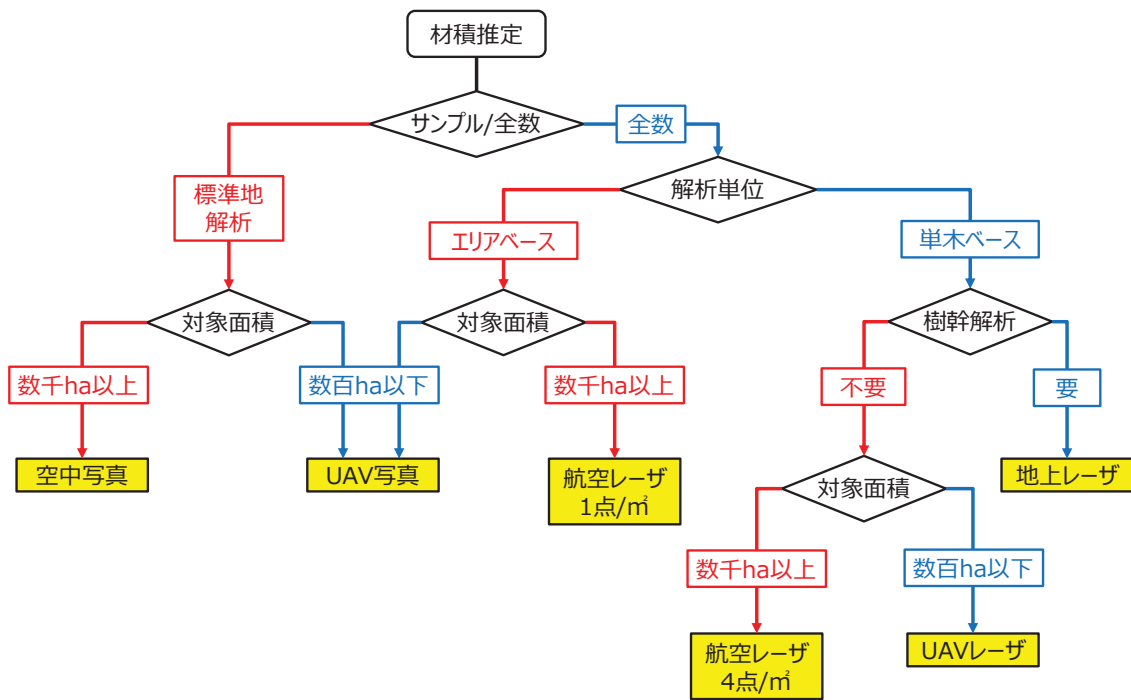 材積推定
サンプル/全数
全数
標準地
解析
解析単位
エリアベース
単木ベース
対象面積
対象面積
樹幹解析
数千ha以上
数百ha以下
数千ha以上
不要
要
空中写真
UAV写真
航空レーザ
1点/㎡
対象面積
地上レーザ
数千ha以上
数百ha以下
航空レーザ
4点/㎡
UAVレーザ